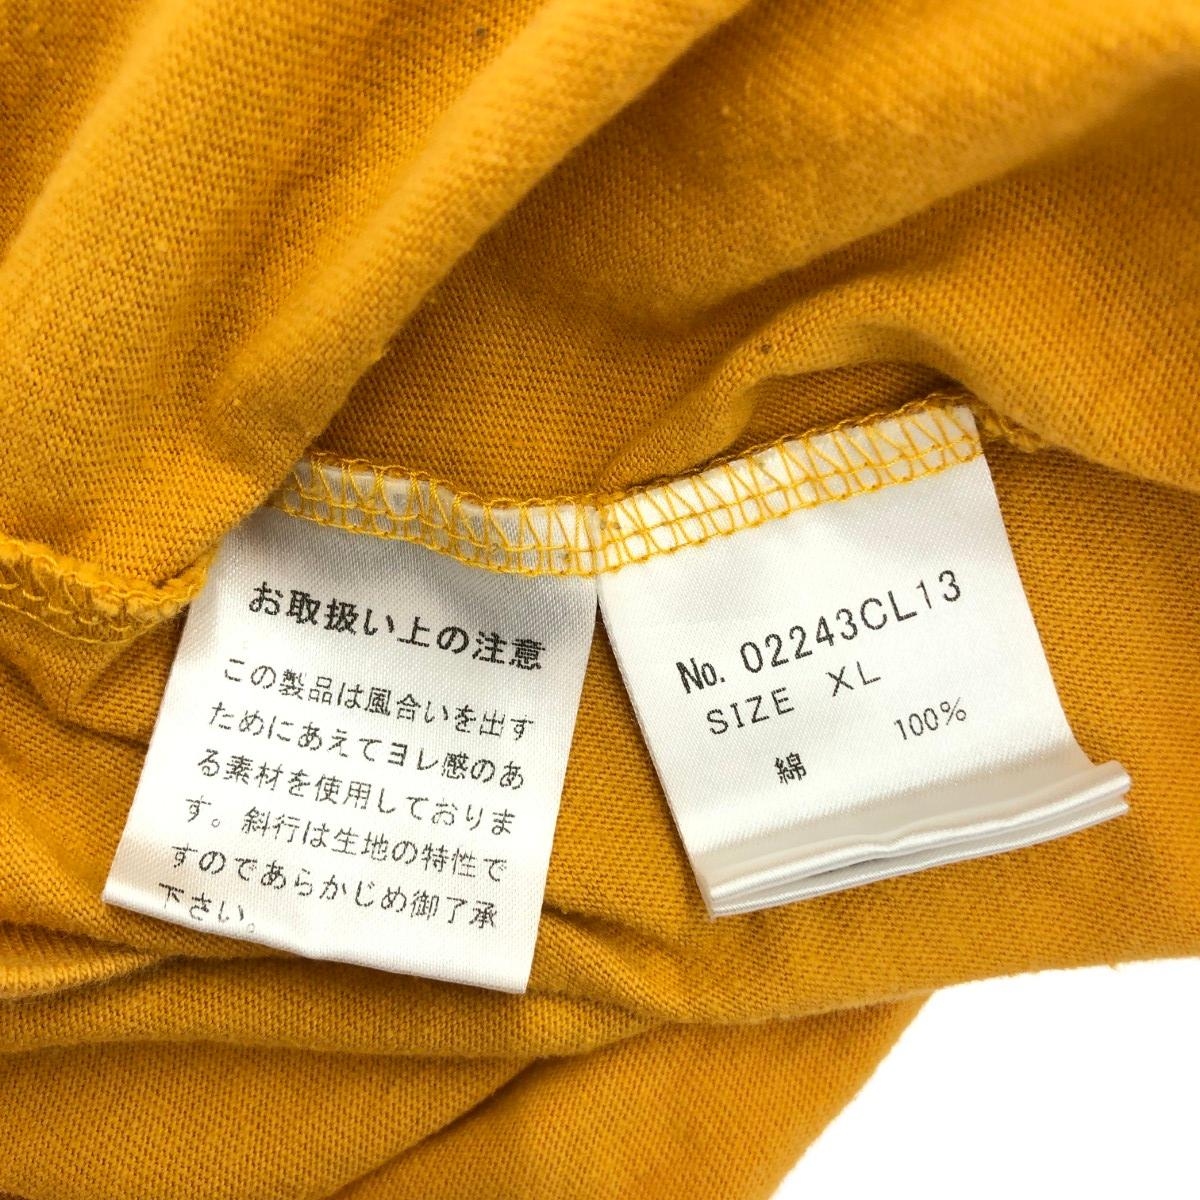 お取扱い上の注意
この製品は風合いを出す
ためにあえてヨレ感のあ
る素材を使用しておりま
す。斜行は生地の特性で
すのであらかじめ御了承
下さい。
No. 02243CL13
SIZE XL
綿 100%